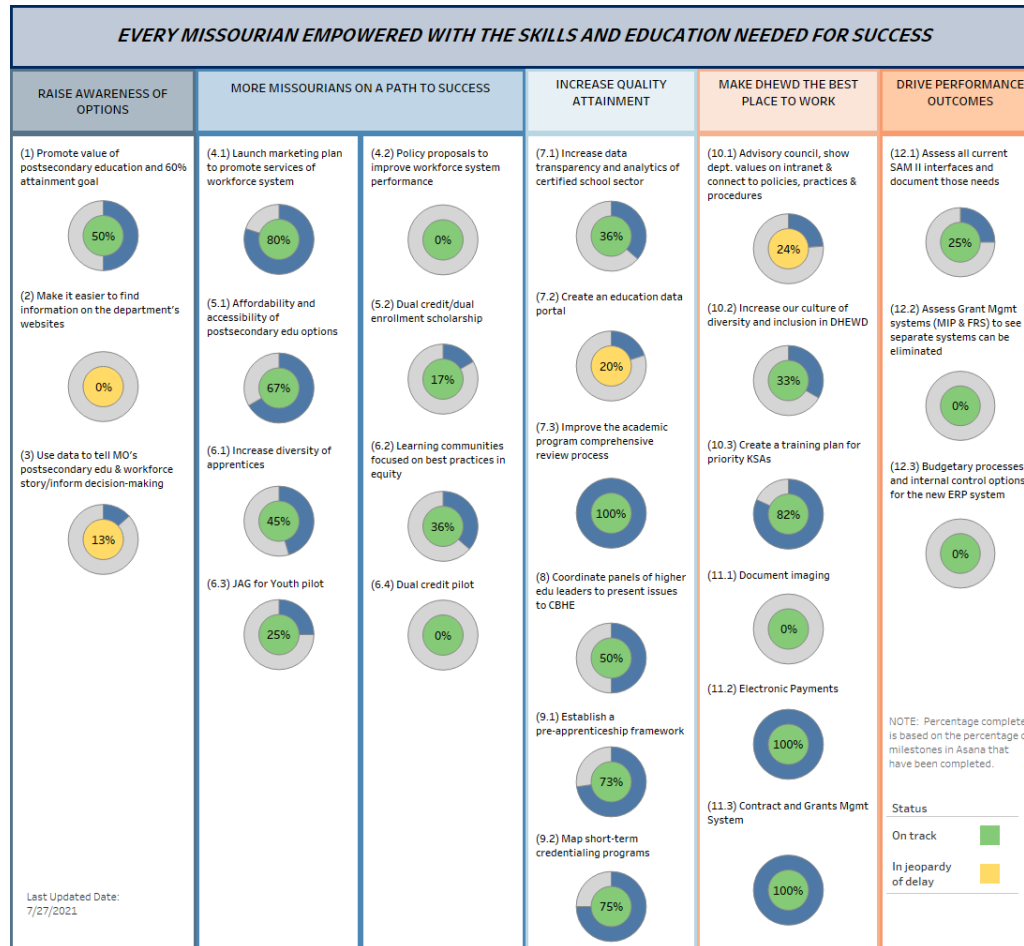 EVERY MISSOURIAN EMPOWERED WITH THE SKILLS AND EDUCATION NEEDED FOR SUCCESS
RAISE AWARENESS OF
OPTIONS
(1) Promote value of
postsecondary education and 60%
attainment goal
50%
(2) Make it easier to find
information on the department's
websites
0%
(3) Use data to tell MO's
postsecondary edu & workforce
story/inform decision-making
13%
Last Updated Date:
7/27/2021
MORE MISSOURIANS ON A PATH TO SUCCESS
(4.1) Launch marketing plan
to promote services of
workforce system
80%
(5.1) Affordability and
accessibility of
postsecondary edu options
67%
(6.1) Increase diversity of
apprentices
45%
(6.3) JAG for Youth pilot
25%
(4.2) Policy proposals to
improve workforce system
performance
0%
(5.2) Dual credit/dual
enrollment scholarship
17%
(6.2) Learning communities
focused on best practices in
equity
36%
(6.4) Dual credit pilot
0%
INCREASE QUALITY
ATTAINMENT
(7.1) Increase data
transparency and analytics of
certified school sector
36%
(7.2) Create an education data
portal
20%
(7.3) Improve the academic
program comprehensive
review process
100%
(8) Coordinate panels of higher
edu leaders to present issues
to CBHE
50%
(9.1) Establish a
pre-apprenticeship framework
73%
(9.2) Map short-term
credentialing programs
75%
MAKE DHEWD THE BEST
PLACE TO WORK
(10.1) Advisory council, show
dept. values on intranet &
connect to policies, practices &
procedures
24%
(10.2) Increase our culture of
diversity and inclusion in DHEWD
33%
(10.3) Create a training plan for
priority KSAs
82%
(11.1) Document imaging
0%
(11.2) Electronic Payments
100%
(11.3) Contract and Grants Mgmt
System
100%
DRIVE PERFORMANCE
OUTCOMES
(12.1) Assess all current
SAM II interfaces and
document those needs
25%
(12.2) Assess Grant Mgmt
systems (MIP & FRS) to see
separate systems can be
eliminated
0%
(12.3) Budgetary processes
and internal control options
for the new ERP system
0%
NOTE: Percentage complete
is based on the percentage
milestones in Asana that
have been completed.
Status
On track
In jeopardy
of delay